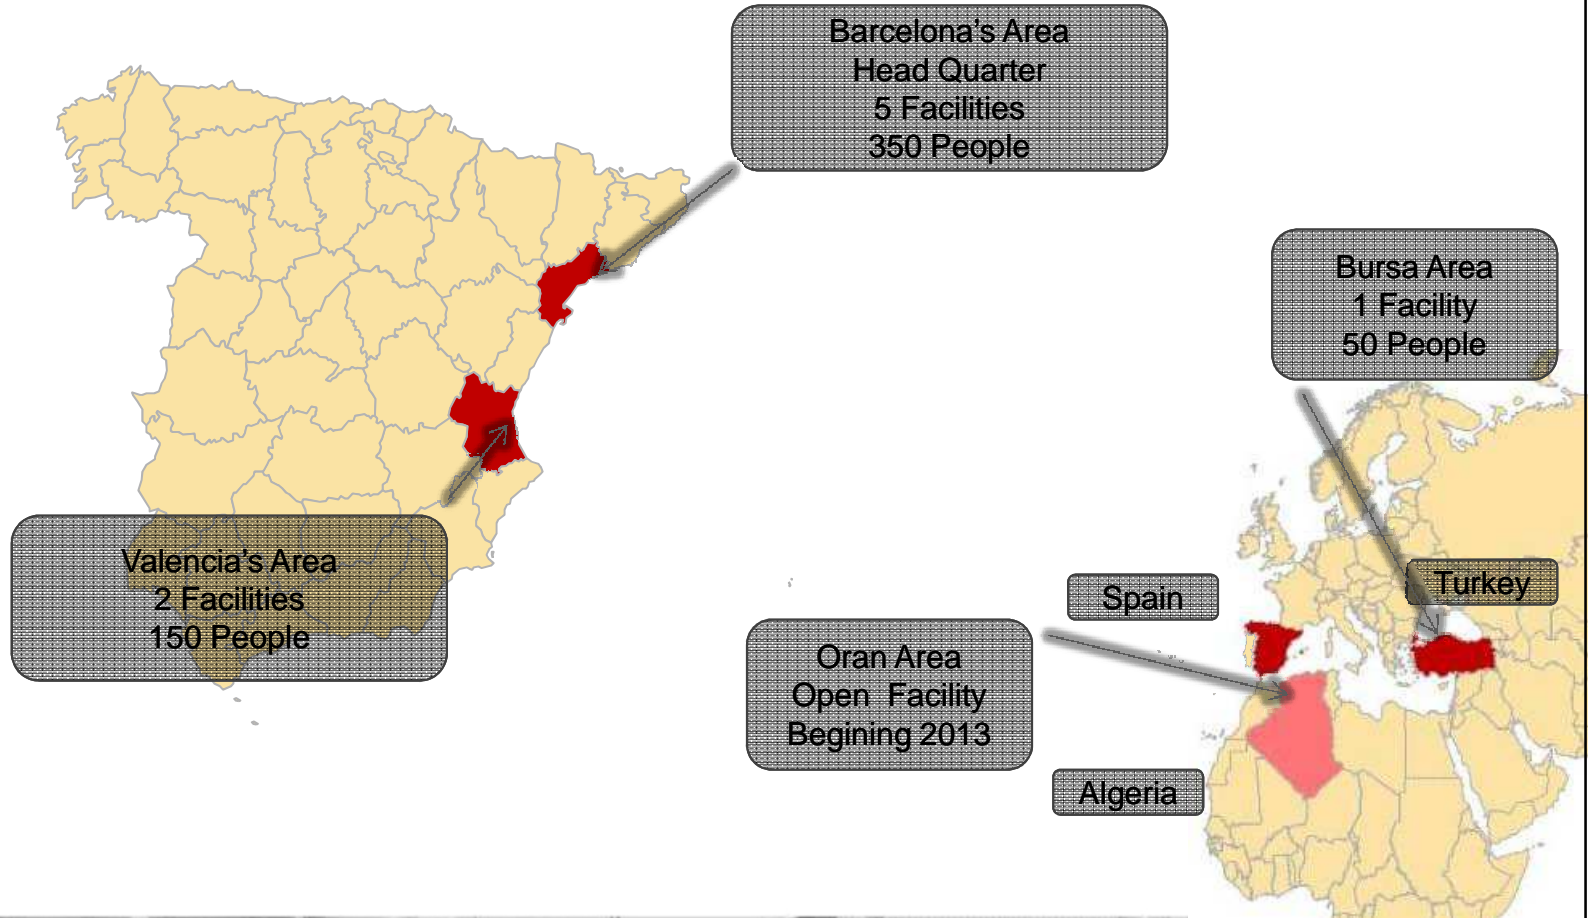 Barcelona's Area
Head Quarter
5 Facilities
350 People
Bursa Area
1 Facility
50 People
Valencia's Area
2 Facilities
150 People
Spain
Turkey
Oran Area
Open  Facility
Begining 2013
Algeria